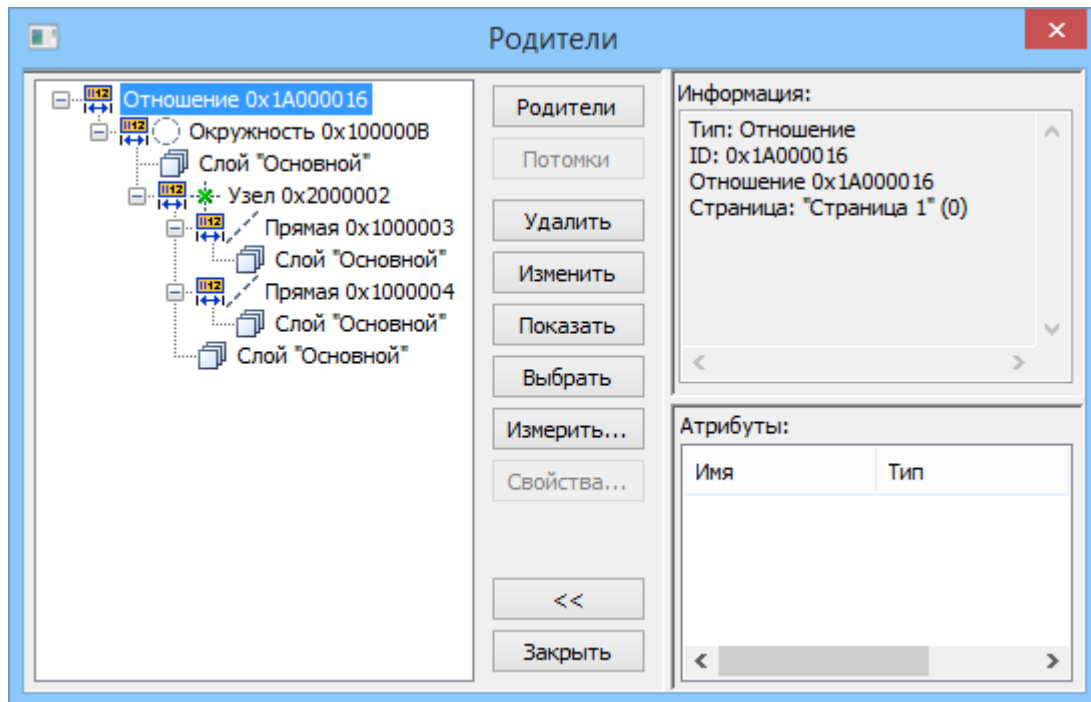 Родители
Отношение 0x1A000016
Окружность 0x100000B
Слой "Основной"
Узел 0x2000002
Прямая 0x1000003
Слой "Основной"
Прямая 0x1000004
Слой "Основной"
Слой "Основной"
Родители
Потомки
Удалить
Изменить
Показать
Выбрать
Измерить...
Свойства...
<<
Закрыть
Информация:
Тип: Отношение
ID: 0x1A000016
Отношение 0x1A000016
Страница: "Страница 1" (0)
Атрибуты:
Имя Тип